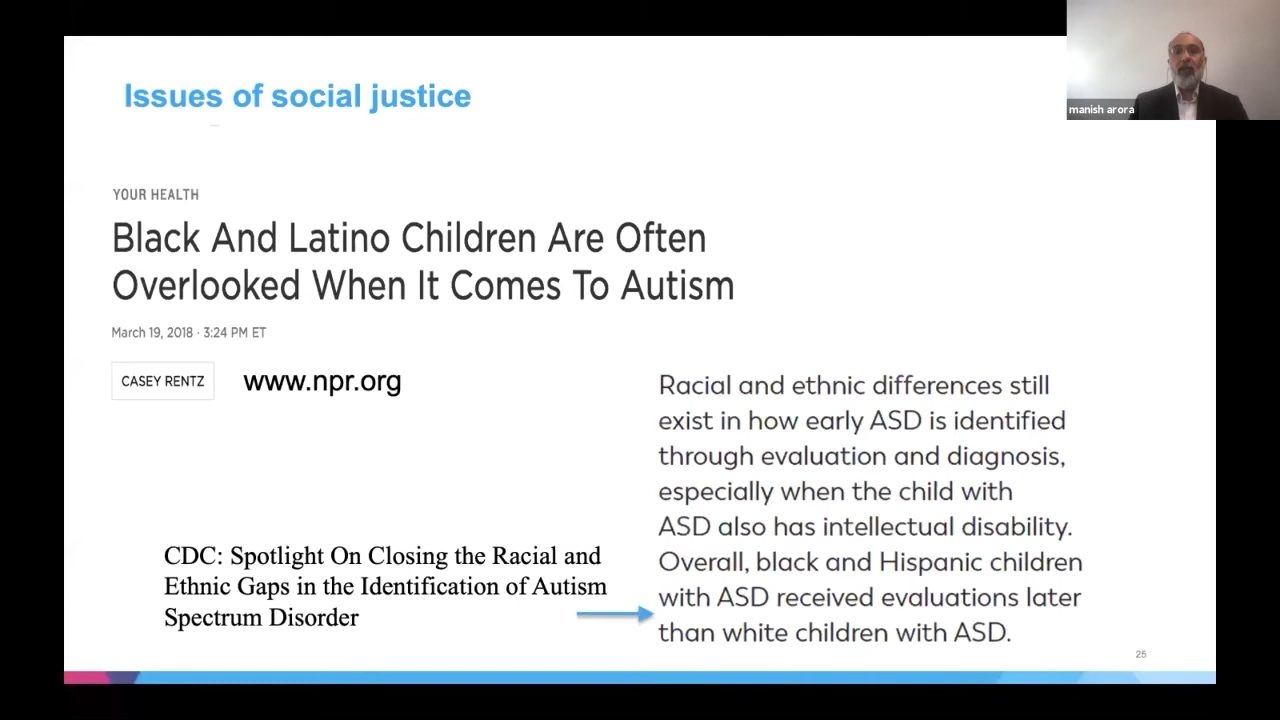 Issues of social justice
manish arora
YOUR HEALTH
Black And Latino Children Are Often
Overlooked When It Comes To Autism
March 19, 2018 · 3:24 PM ET
CASEY RENTZ
www.npr.org
Racial and ethnic differences still
exist in how early ASD is identified
through evaluation and diagnosis,
especially when the child with
ASD also has intellectual disability.
Overall, black and Hispanic children
with ASD received evaluations later
than white children with ASD.
CDC: Spotlight On Closing the Racial and
Ethnic Gaps in the Identification of Autism
Spectrum Disorder
25